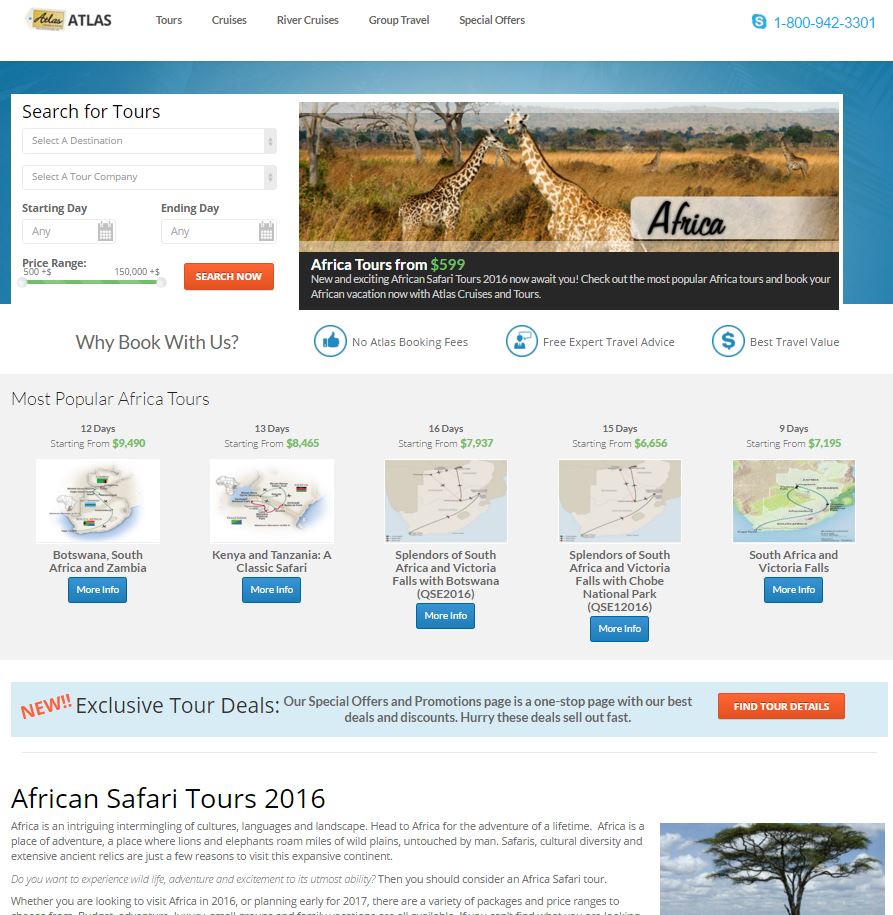 Atlas ATLAS
Tours
Cruises
River Cruises
Group Travel
Special Offers
1-800-942-3301
Search for Tours
Select A Destination
Select A Tour Company
Starting Day
Ending Day
Any
Any
Price Range:
500 +$
150,000 +$
SEARCH NOW
Africa
Africa Tours from $599
New and exciting African Safari Tours 2016 now await you! Check out the most popular Africa tours and book your
African vacation now with Atlas Cruises and Tours.
Why Book With Us?
No Atlas Booking Fees
Free Expert Travel Advice
$
Best Travel Value
Most Popular Africa Tours
12 Days
Starting From $9,490
Botswana, South
Africa and Zambia
More Info
13 Days
Starting From $8,465
Kenya and Tanzania: A
Classic Safari
More Info
16 Days
Starting From $7,937
Splendors of South
Africa and Victoria
Falls with Botswana
(QSE2016)
More Info
15 Days
Starting From $6,656
Splendors of South
Africa and Victoria
Falls with Chobe
National Park
(QSE12016)
More Info
9 Days
Starting From $7,195
South Africa and
Victoria Falls
More Info
NEW!! Exclusive Tour Deals:
Our Special Offers and Promotions page is a one-stop page with our best
deals and discounts. Hurry these deals sell out fast.
FIND TOUR DETAILS
African Safari Tours 2016
Africa is an intriguing intermingling of cultures, languages and landscape. Head to Africa for the adventure of a lifetime. Africa is a
place of adventure, a place where lions and elephants roam miles of wild plains, untouched by man. Safaris, cultural diversity and
extensive ancient relics are just a few reasons to visit this expansive continent.
Do you want to experience wild life, adventure and excitement to its utmost ability? Then you should consider an Africa Safari tour.
Whether you are looking to visit Africa in 2016, or planning early for 2017, there are a variety of packages and price ranges to